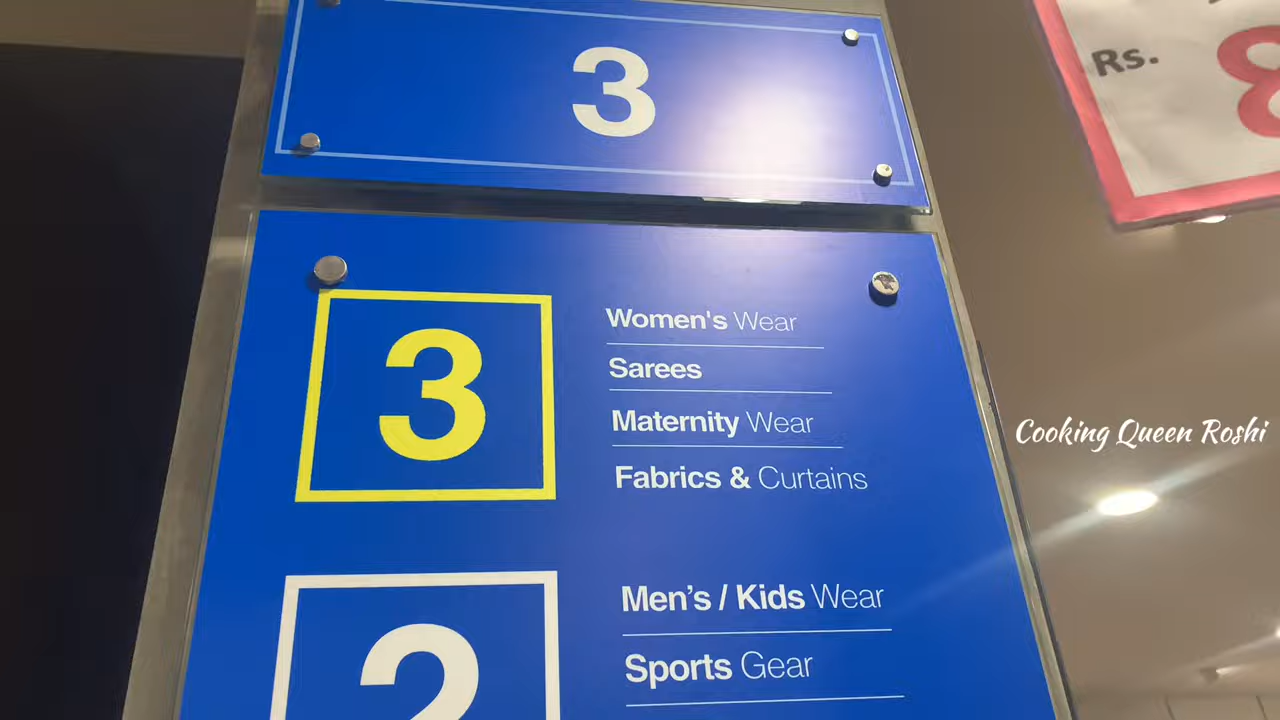 3
Rs. 8
3
Women's Wear
Sarees
Maternity Wear
Fabrics & Curtains
Cooking Queen Roshi
2
Men's / Kids Wear
Sports Gear